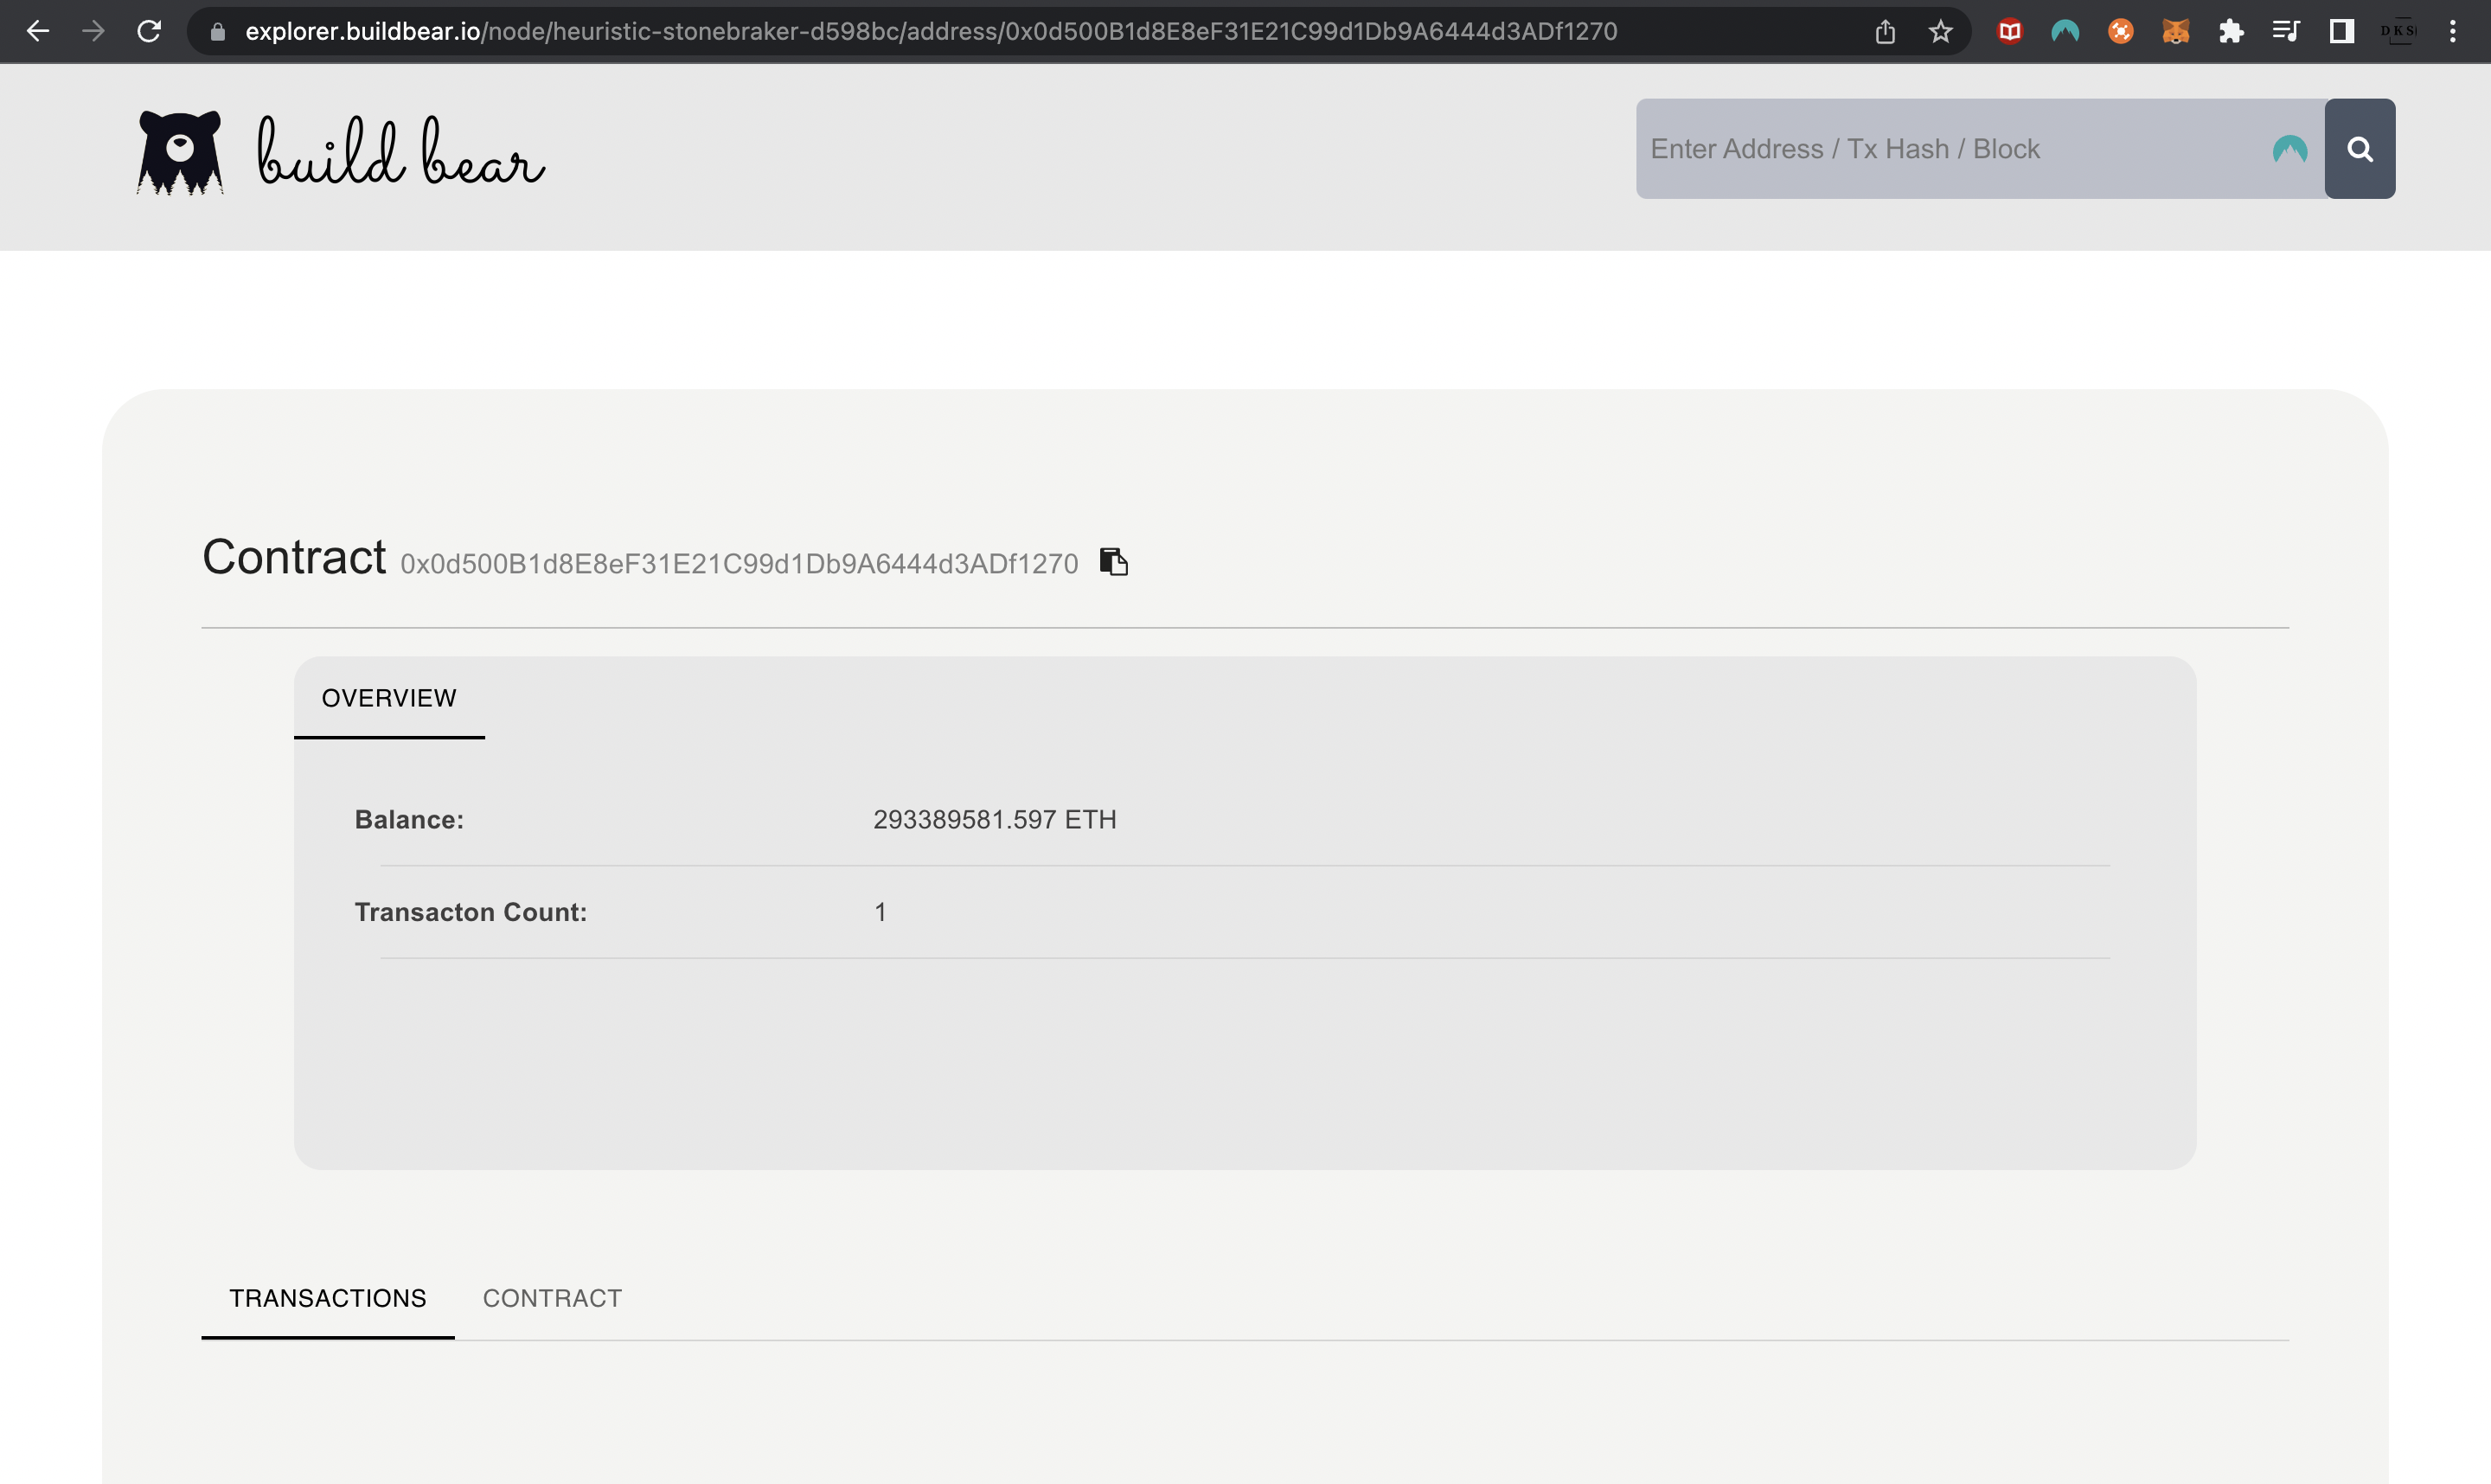 explorer.buildbear.io/node/heuristic-stonebraker-d598bc/address/0x0d500B1d8E8eF31E21C99d1Db9A6444d3ADf1270
D K S
build bear
Enter Address / Tx Hash / Block
Contract 0x0d500B1d8E8eF31E21C99d1Db9A6444d3ADf1270
OVERVIEW
Balance: 293389581.597 ETH
Transacton Count: 1
TRANSACTIONS CONTRACT